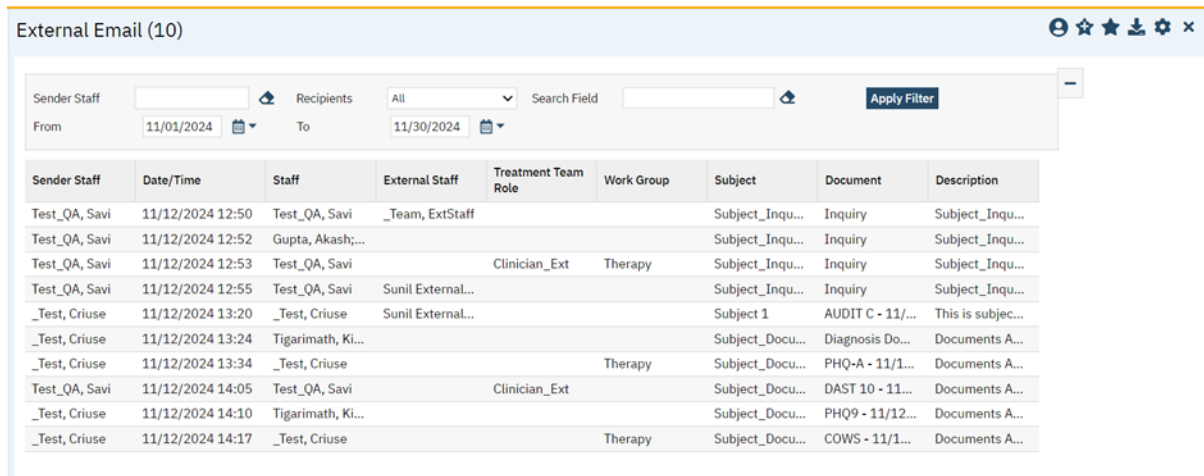 External Email (10)
Sender Staff Recipients All Search Field Apply Filter
From 11/01/2024 To 11/30/2024
Sender Staff Date/Time Staff External Staff Treatment Team Role Work Group Subject Document Description
Test_QA, Savi 11/12/2024 12:50 Test_QA, Savi _Team, ExtStaff Subject_Inqu... Inquiry Subject_Inqu...
Test_QA, Savi 11/12/2024 12:52 Gupta, Akash;... Subject_Inqu... Inquiry Subject_Inqu...
Test_QA, Savi 11/12/2024 12:53 Test_QA, Savi Clinician_Ext Therapy Subject_Inqu... Inquiry Subject_Inqu...
Test_QA, Savi 11/12/2024 12:55 Test_QA, Savi Sunil External... Subject_Inqu... Inquiry Subject_Inqu...
_Test, Criuse 11/12/2024 13:20 _Test, Criuse Sunil External... Subject 1 AUDIT C - 11/... This is subjec...
_Test, Criuse 11/12/2024 13:24 Tigarimath, Ki... Subject_Docu... Diagnosis Do... Documents A...
_Test, Criuse 11/12/2024 13:34 _Test, Criuse Therapy Subject_Docu... PHQ-A - 11/1... Documents A...
Test_QA, Savi 11/12/2024 14:05 Test_QA, Savi Clinician_Ext Subject_Docu... DAST 10 - 11... Documents A...
_Test, Criuse 11/12/2024 14:10 Tigarimath, Ki... Subject_Docu... PHQ9 - 11/12... Documents A...
_Test, Criuse 11/12/2024 14:17 _Test, Criuse Therapy Subject_Docu... COWS - 11/1... Documents A...